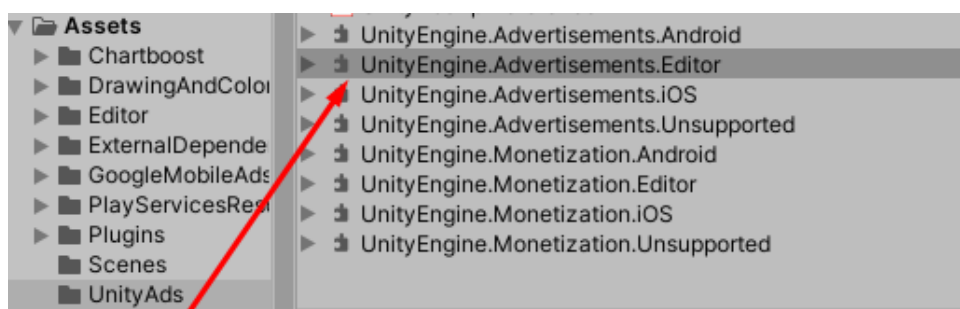 Assets
Chartboost
DrawingAndColor
Editor
ExternalDepende
GoogleMobileAds
PlayServicesRes
Plugins
Scenes
UnityAds
UnityEngine.Advertisements.Android
UnityEngine.Advertisements.Editor
UnityEngine.Advertisements.iOS
UnityEngine.Advertisements.Unsupported
UnityEngine.Monetization.Android
UnityEngine.Monetization.Editor
UnityEngine.Monetization.iOS
UnityEngine.Monetization.Unsupported